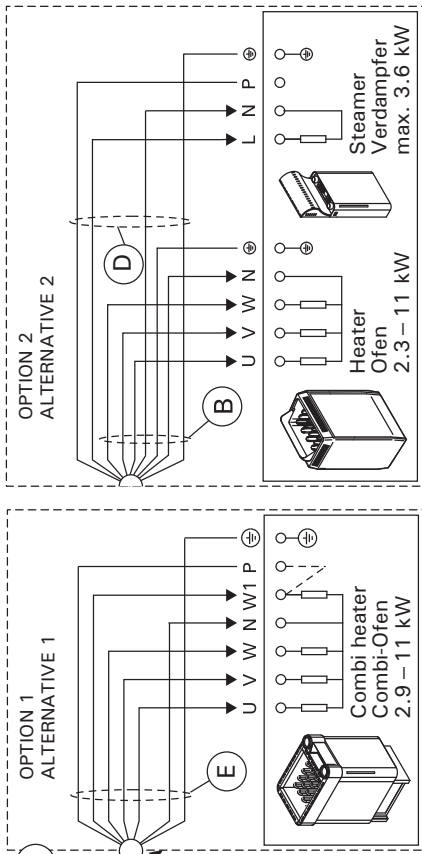 OPTION 1
ALTERNATIVE 1
E
U V W N W1 P
Combi heater
Combi-Ofen
2.9 – 11 kW
OPTION 2
ALTERNATIVE 2
B
D
U V W N
L N P
Heater
Ofen
2.3 – 11 kW
Steamer
Verdampfer
max. 3.6 kW